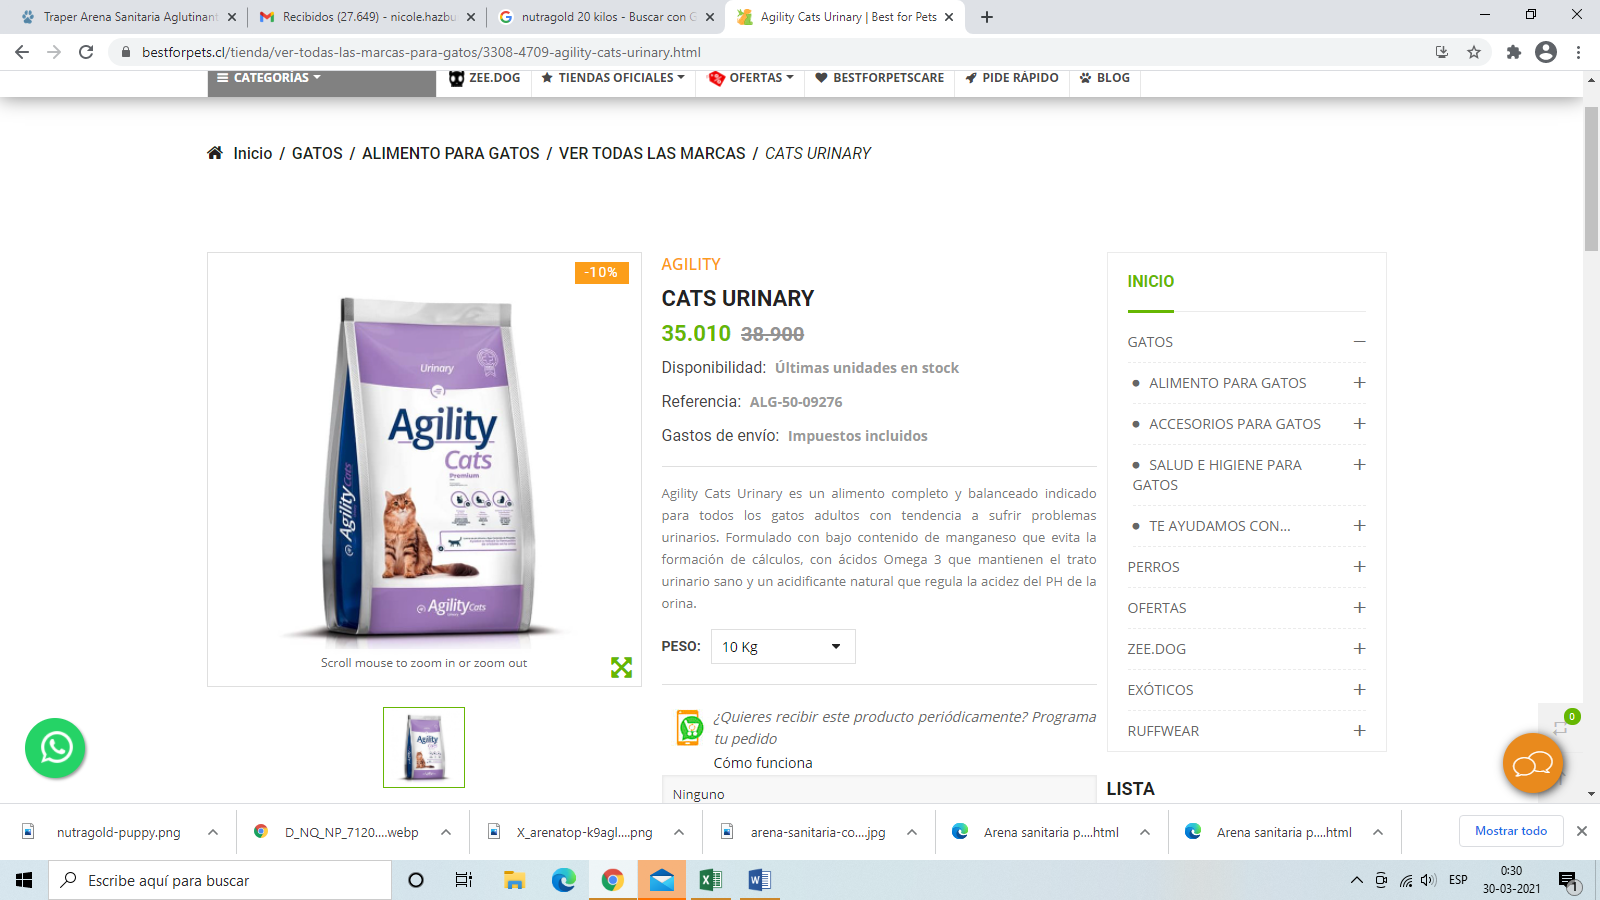 Traper Arena Sanitaria Aglutinant
Recibidos (27.649) - nicole.hazbu
nutragold 20 kilos - Buscar con G
Agility Cats Urinary | Best for Pets
bestforpets.cl/tienda/ver-todas-las-marcas-para-gatos/3308-4709-agility-cats-urinary.html
CATEGORÍAS
ZEE.DOG
TIENDAS OFICIALES
OFERTAS
BESTFORPETSCARE
PIDE RÁPIDO
BLOG
Inicio / GATOS / ALIMENTO PARA GATOS / VER TODAS LAS MARCAS / CATS URINARY
-10%
Urinary
Agility
Cats
Premium
Agility Cats
Agility Cats
Scroll mouse to zoom in or zoom out
AGILITY
CATS URINARY
35.010 38.900
Disponibilidad: Últimas unidades en stock
Referencia: ALG-50-09276
Gastos de envío: Impuestos incluidos
Agility Cats Urinary es un alimento completo y balanceado indicado
para todos los gatos adultos con tendencia a sufrir problemas
urinarios. Formulado con bajo contenido de manganeso que evita la
formación de cálculos, con ácidos Omega 3 que mantienen el trato
urinario sano y un acidificante natural que regula la acidez del PH de la
orina.
PESO: 10 Kg
¿Quieres recibir este producto periódicamente? Programa
tu pedido
Cómo funciona
Ninguno
INICIO
GATOS
ALIMENTO PARA GATOS
ACCESORIOS PARA GATOS
SALUD E HIGIENE PARA
GATOS
TE AYUDAMOS CON...
PERROS
OFERTAS
ZEE.DOG
EXÓTICOS
RUFFWEAR
0
LISTA
nutragold-puppy.png
D_NQ_NP_7120....webp
X_arenatop-k9agl....png
arena-sanitaria-co....jpg
Arena sanitaria p....html
Arena sanitaria p....html
Mostrar todo
Escribe aquí para buscar
ESP
0:30
30-03-2021
1